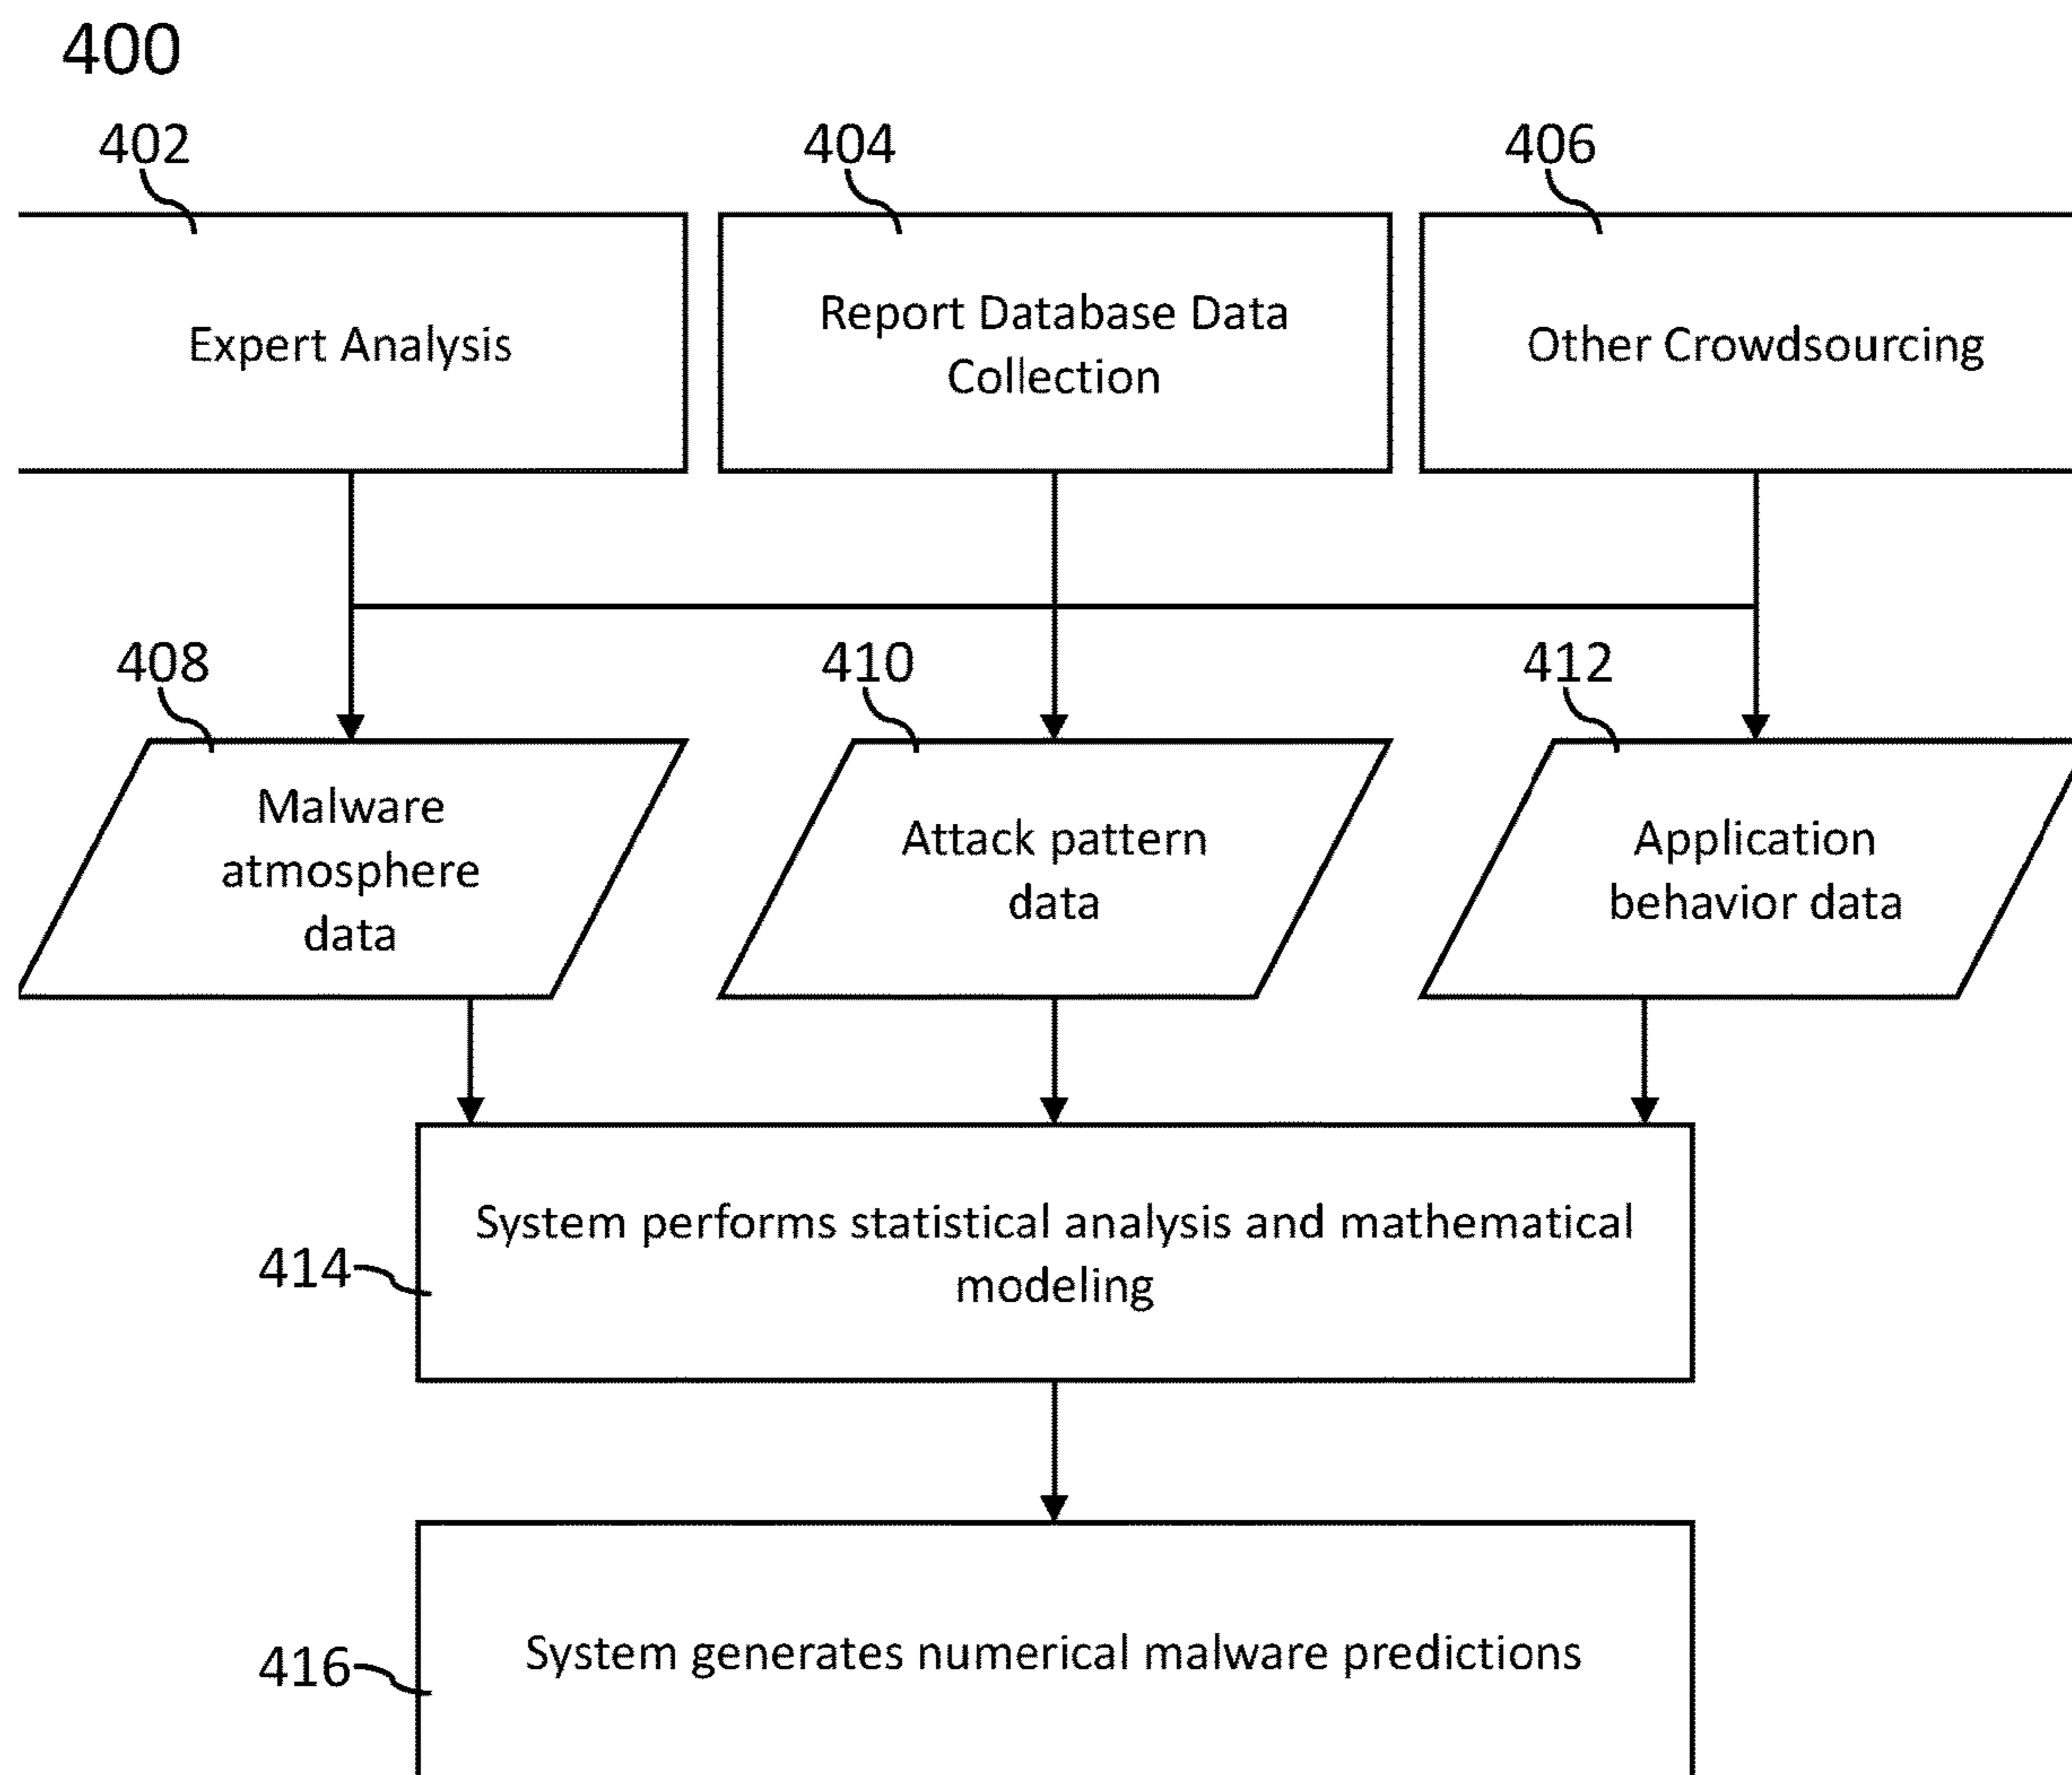 400
402
404
406
Expert Analysis
Report Database Data
Collection
Other Crowdsourcing
408
410
412
Malware
atmosphere
data
Attack pattern
data
Application
behavior data
System performs statistical analysis and mathematical
modeling
414
System generates numerical malware predictions
416